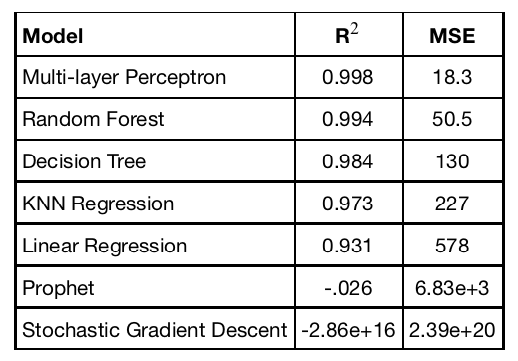 Model R² MSE
Multi-layer Perceptron 0.998 18.3
Random Forest 0.994 50.5
Decision Tree 0.984 130
KNN Regression 0.973 227
Linear Regression 0.931 578
Prophet -.026 6.83e+3
Stochastic Gradient Descent -2.86e+16 2.39e+20